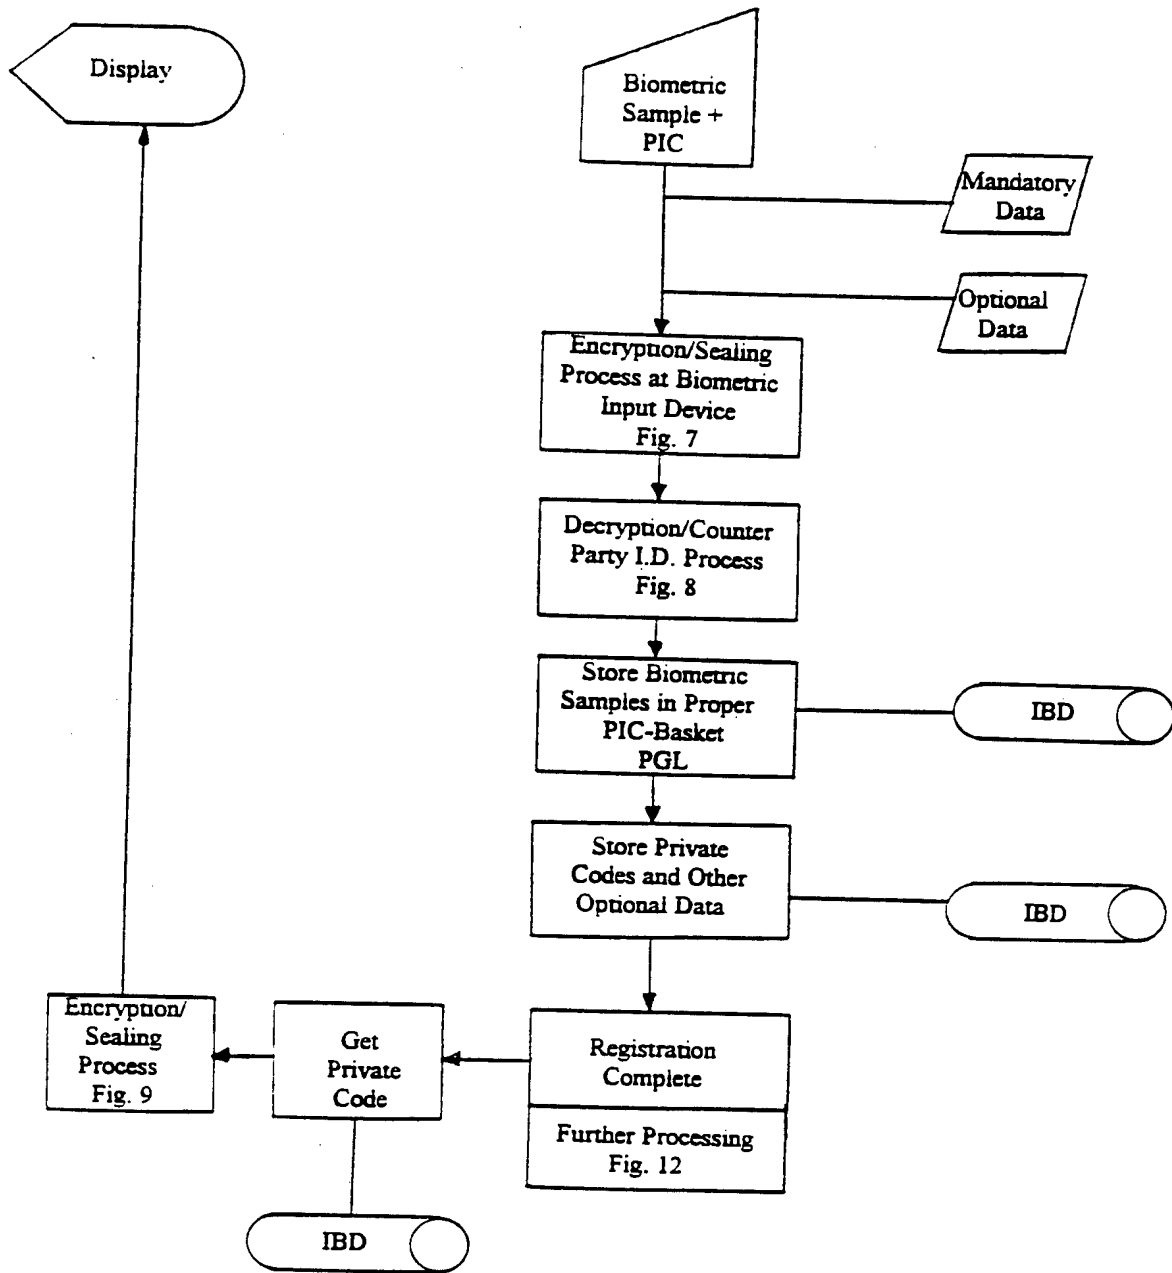 Display
Biometric
Sample +
PIC
Mandatory
Data
Optional
Data
Encryption/Sealing
Process at Biometric
Input Device
Fig. 7
Decryption/Counter
Party I.D. Process
Fig. 8
Store Biometric
Samples in Proper
PIC-Basket
PGL
IBD
Store Private
Codes and Other
Optional Data
IBD
Encryption/
Sealing
Process
Fig. 9
Get
Private
Code
Registration
Complete
Further Processing
Fig. 12
IBD